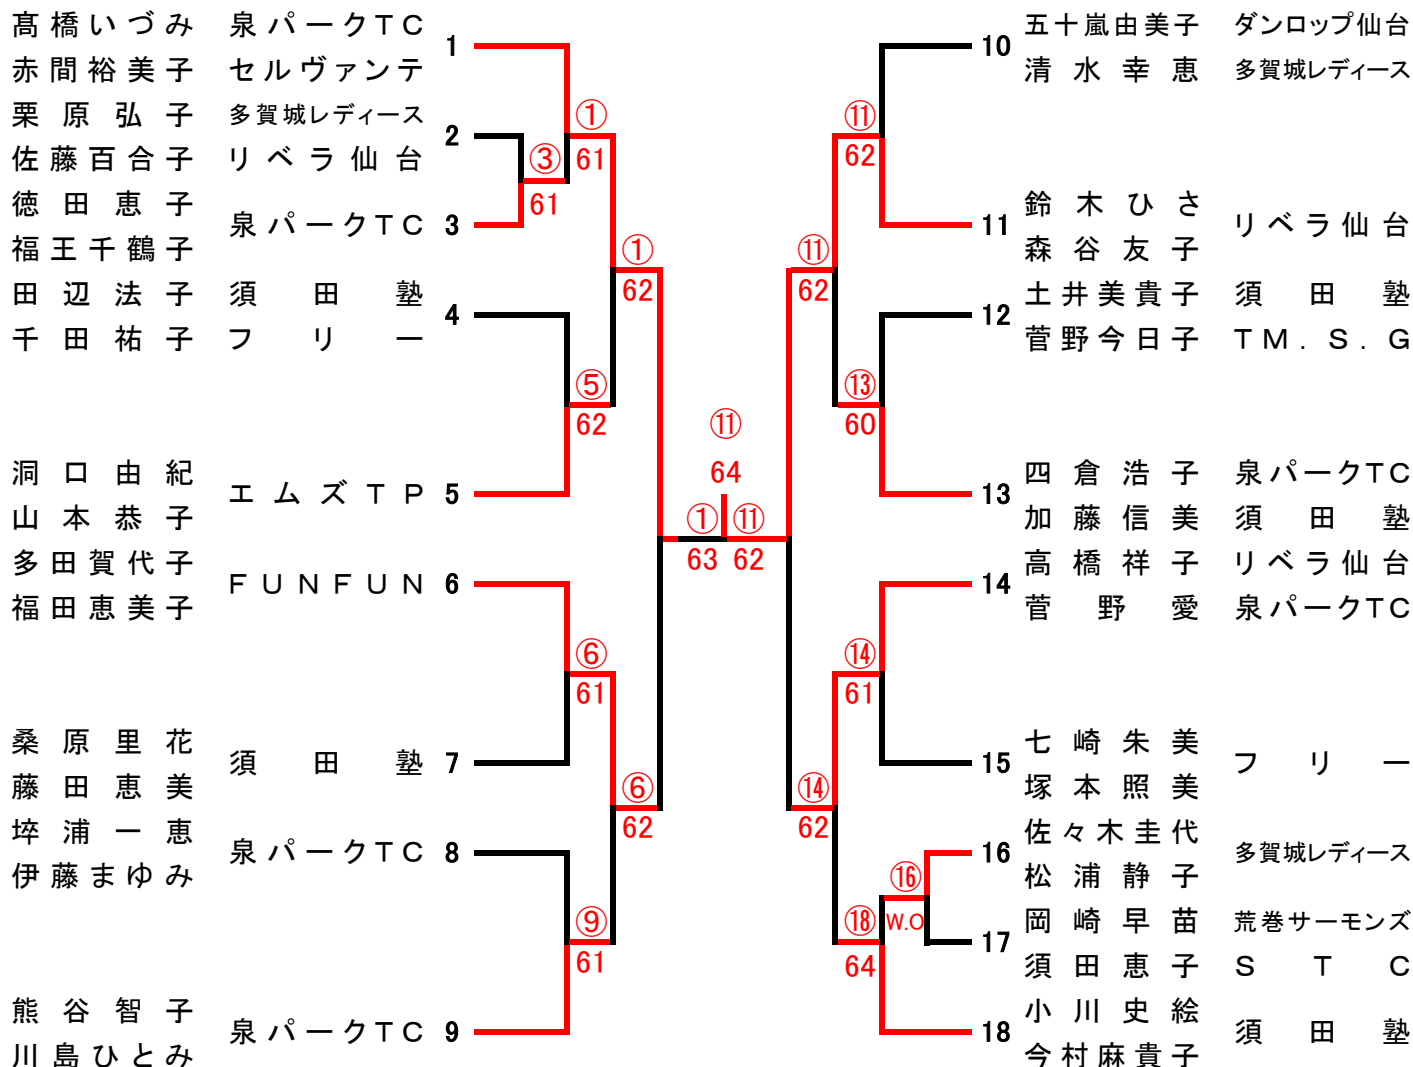 髙橋いづみ 泉パークTC
1
赤間裕美子 セルヴァンテ
栗原弘子 多賀城レディース
2
佐藤百合子 リベラ仙台
徳田恵子
泉パークTC 3
福王千鶴子
田辺法子 須田塾
4
千田祐子 フリー
洞口由紀
エムズTP 5
山本恭子
多田賀代子
FUNFUN 6
福田恵美子
桑原里花
須田塾 7
藤田恵美
埣浦一恵
泉パークTC 8
伊藤まゆみ
熊谷智子
泉パークTC 9
川島ひとみ
①
61
③
61
①
62
⑤
62
⑥
61
⑥
62
⑨
61
⑪
64
① ⑪
63 62
⑪
62
⑪
62
⑬
60
⑭
61
⑭
62
⑯
W.O
⑱
64
五十嵐由美子 ダンロップ仙台
10
清水幸恵 多賀城レディース
鈴木ひさ
11 リベラ仙台
森谷友子
土井美貴子 須田塾
12
菅野今日子 TM.S.G
四倉浩子 泉パークTC
13
加藤信美 須田塾
高橋祥子 リベラ仙台
14
菅野愛 泉パークTC
七崎朱美
15 フリー
塚本照美
佐々木圭代
16 多賀城レディース
松浦静子
岡崎早苗 荒巻サーモンズ
17
須田恵子 STC
小川史絵
18 須田塾
今村麻貴子